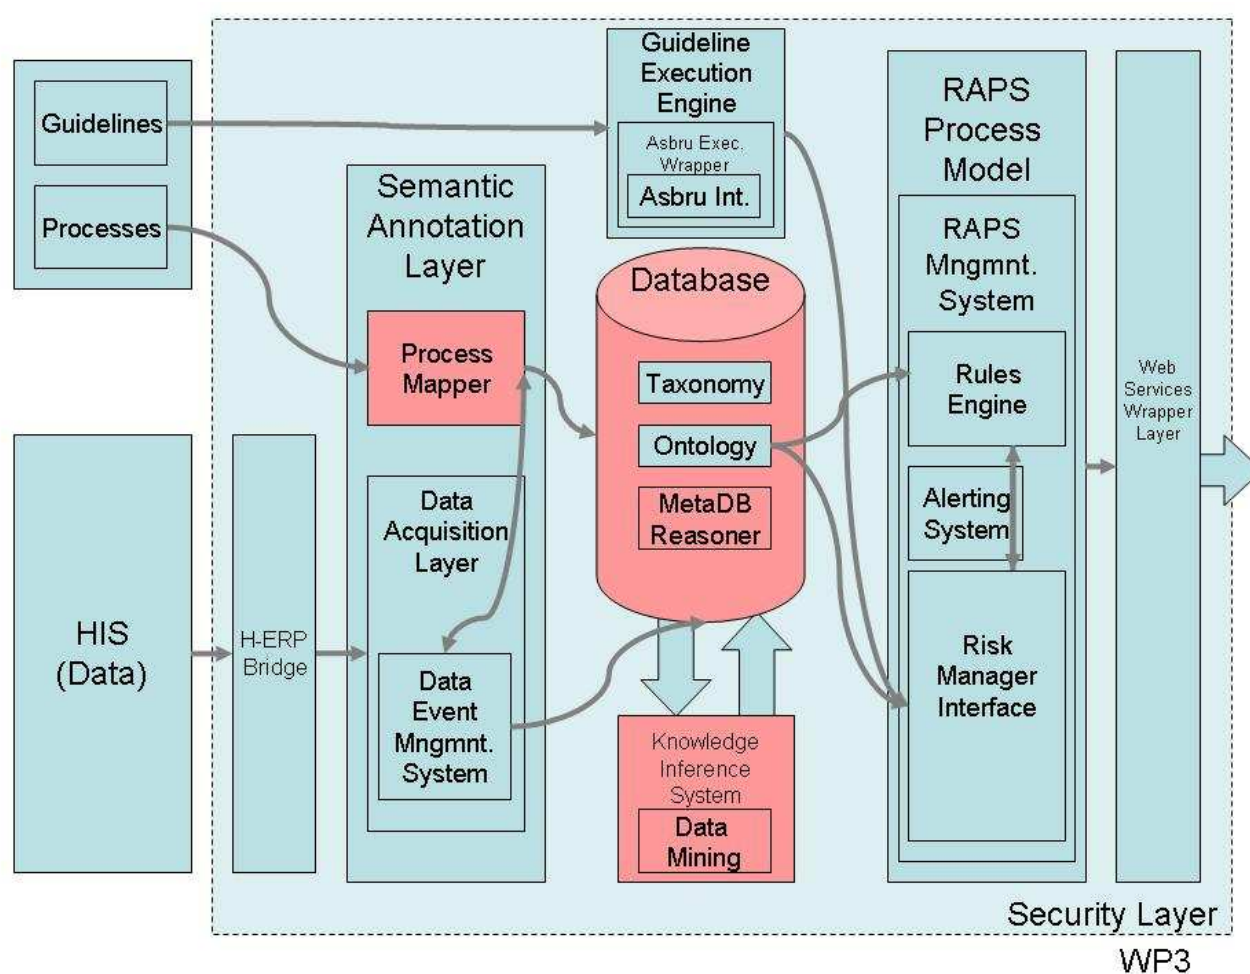 Guidelines
Processes
HIS
(Data)
H-ERP
Bridge
Semantic
Annotation
Layer
Process
Mapper
Data
Acquisition
Layer
Data
Event
Mngmnt.
System
Guideline
Execution
Engine
Asbru Exec.
Wrapper
Asbru Int.
Database
Taxonomy
Ontology
MetaDB
Reasoner
Knowledge
Inference
System
Data
Mining
RAPS
Process
Model
RAPS
Mngmnt.
System
Rules
Engine
Alerting
System
Risk
Manager
Interface
Web
Services
Wrapper
Layer
Security Layer
WP3